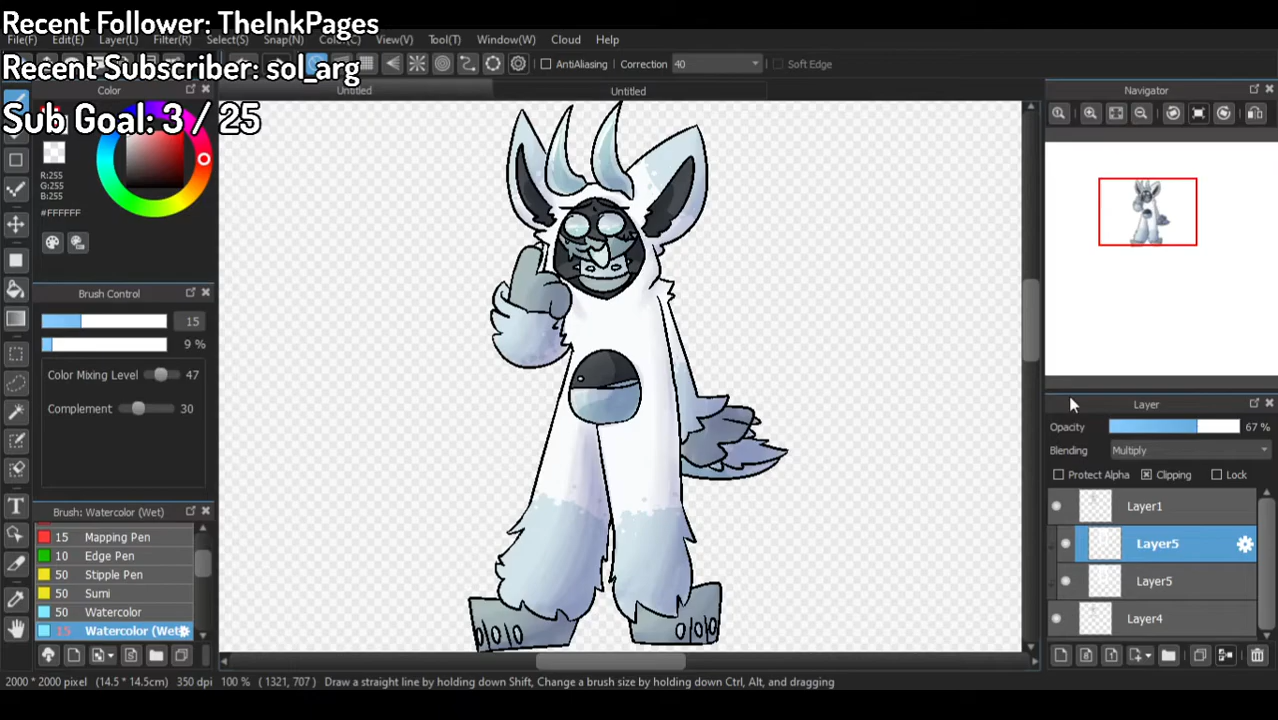 Recent Follower: TheInkPages
File(F) Edit(E) Layer(L) Filter(R) Select(S) Snap(N) Color(C) View(V) Tool(T) Window(W) Cloud Help
Recent Subscriber: sol_arg
AntiAliasing Correction 40 Soft Edge
Color Untitled Untitled Navigator
Sub Goal: 3 / 25
R:255
G:255
B:255
#FFFFFF
Brush Control
15
9 %
Color Mixing Level 47
Complement 30
Layer
Opacity 67 %
Blending Multiply
Protect Alpha Clipping Lock
Layer1
Layer5
Layer5
Layer4
Brush: Watercolor (Wet)
15 Mapping Pen
10 Edge Pen
50 Stipple Pen
50 Sumi
50 Watercolor
15 Watercolor (Wet
2000 * 2000 pixel (14.5 * 14.5cm) 350 dpi 100 % ( 1321, 707 ) Draw a straight line by holding down Shift, Change a brush size by holding down Ctrl, Alt, and dragging